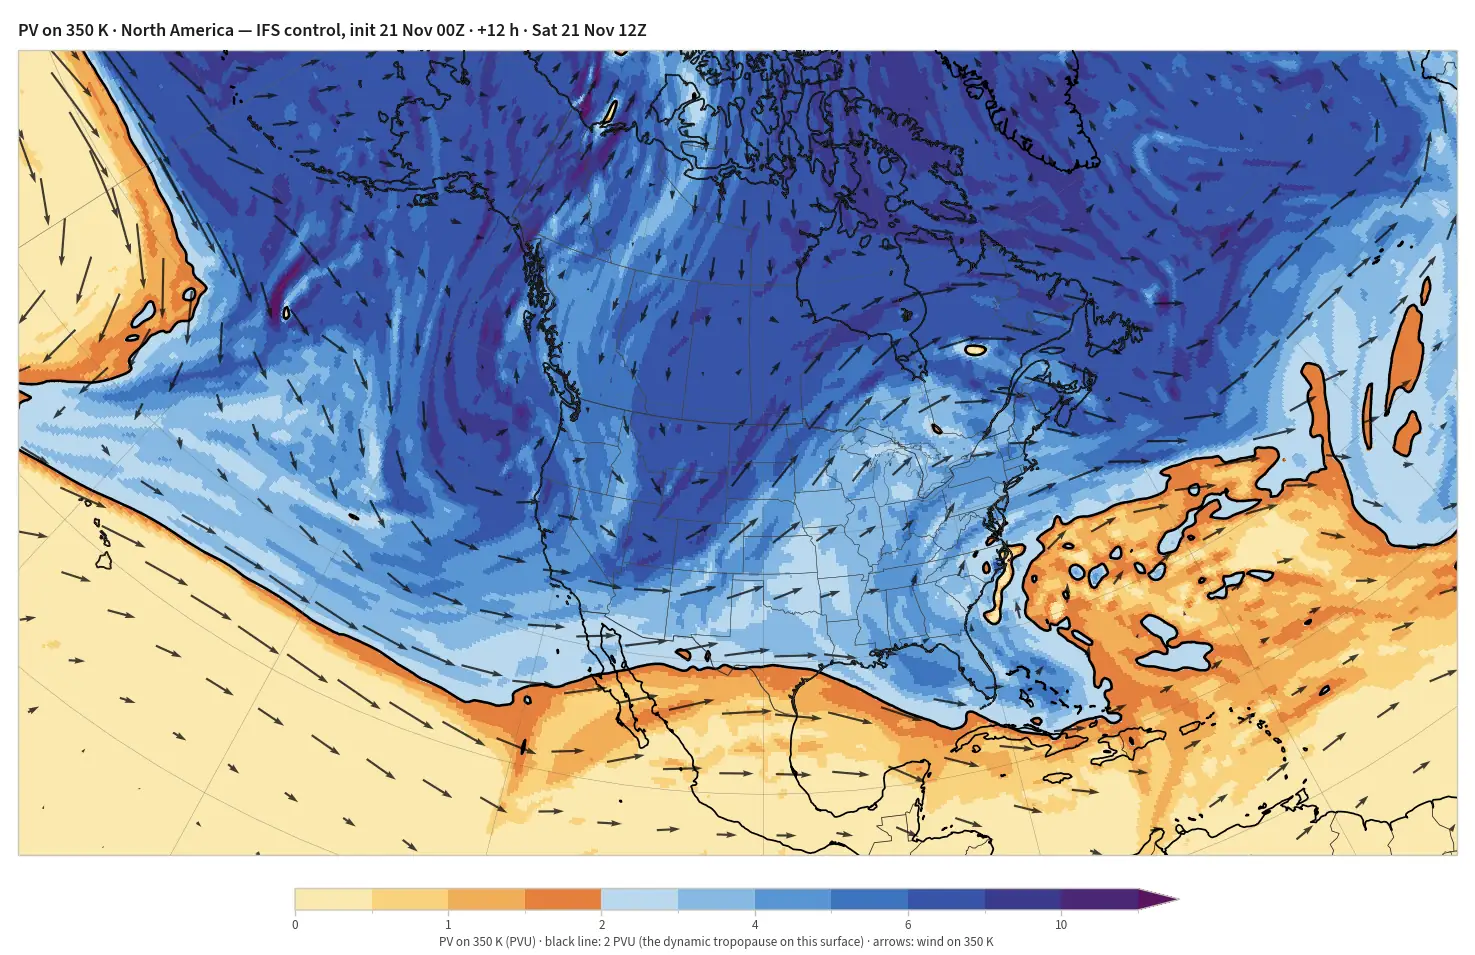 PV on 350 K · North America — IFS control, init 21 Nov 00Z · +12 h · Sat 21 Nov 12Z
0 1 2 4 6 10
PV on 350 K (PVU) · black line: 2 PVU (the dynamic tropopause on this surface) · arrows: wind on 350 K